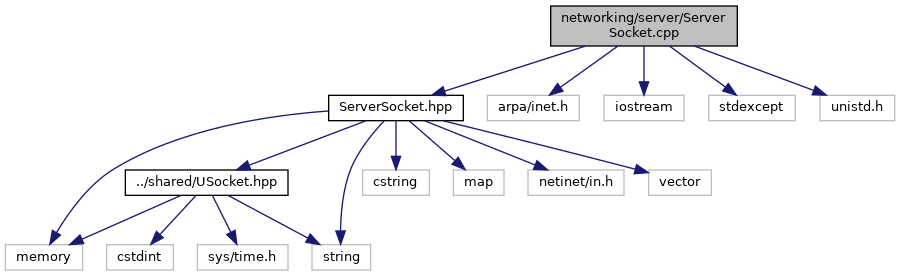 networking/server/Server
Socket.cpp
ServerSocket.hpp
arpa/inet.h
iostream
stdexcept
unistd.h
../shared/USocket.hpp
cstring
map
netinet/in.h
vector
memory
cstdint
sys/time.h
string